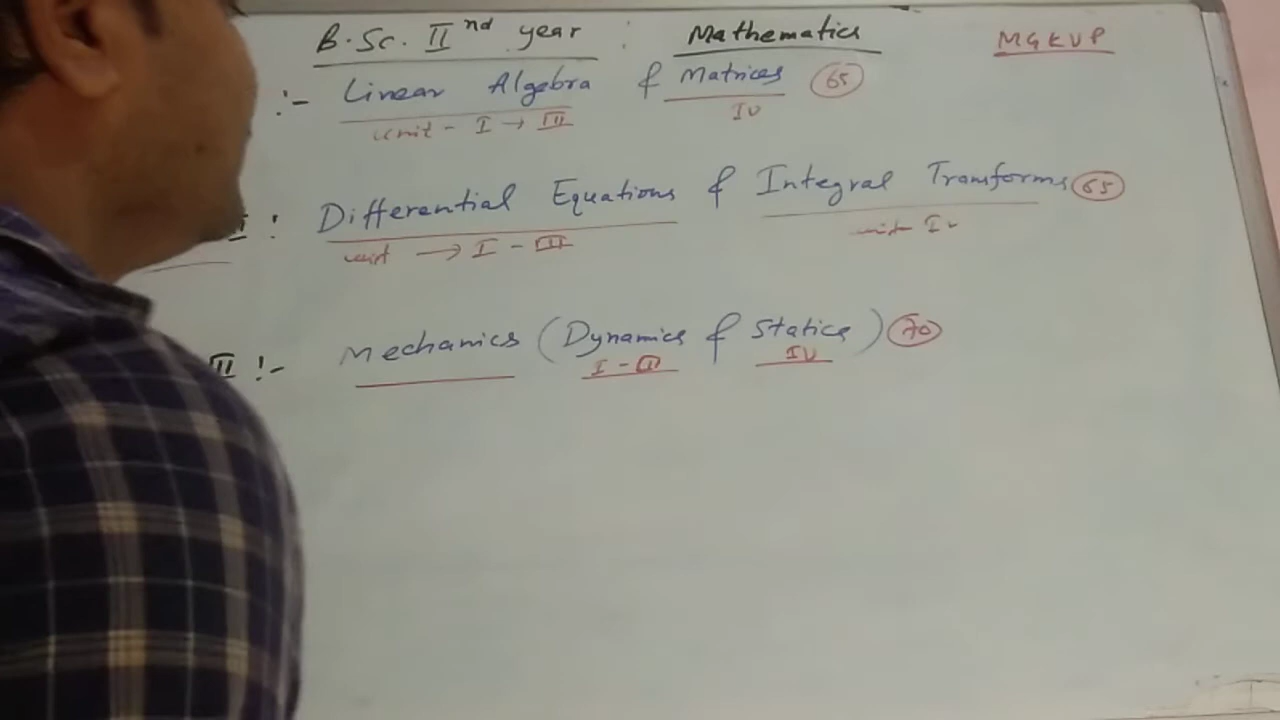 B.Sc. II nd year : Mathematics MGKVP
:- Linear Algebra & Matrices 65
unit - I → III IV
I : Differential Equations & Integral Transforms 65
unit → I - III unit IV
III :- Mechanics (Dynamics & Statics) 70
I - III IV